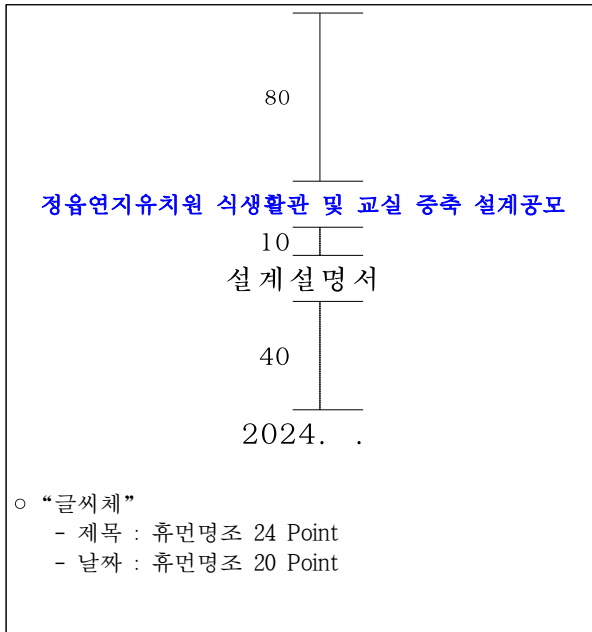 80
정읍연지유치원 식생활관 및 교실 증축 설계공모
10
설계설명서
40
2024.  .
○ “글씨체”
- 제목 : 휴먼명조 24 Point
- 날짜 : 휴먼명조 20 Point